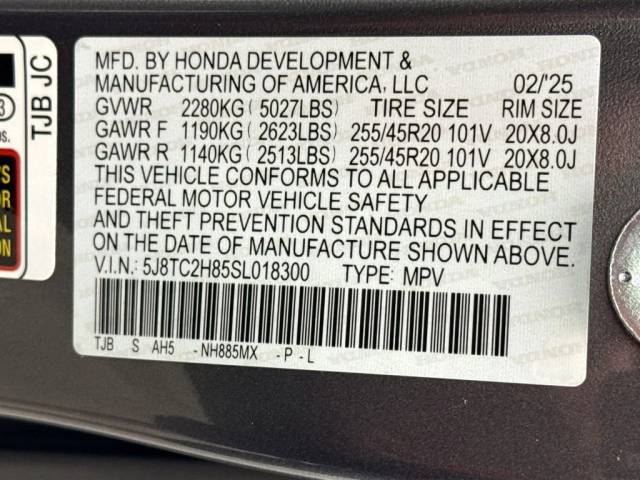 MFD. BY HONDA DEVELOPMENT &
MANUFACTURING OF AMERICA, LLC 02/'25
GVWR 2280KG ( 5027LBS) TIRE SIZE RIM SIZE
GAWR F 1190KG ( 2623LBS) 255/45R20 101V 20X8.0J
GAWR R 1140KG ( 2513LBS) 255/45R20 101V 20X8.0J
THIS VEHICLE CONFORMS TO ALL APPLICABLE
FEDERAL MOTOR VEHICLE SAFETY
AND THEFT PREVENTION STANDARDS IN EFFECT
ON THE DATE OF MANUFACTURE SHOWN ABOVE.
V.I.N.: 5J8TC2H85SL018300 TYPE: MPV
TJB S AH5 -NH885MX -P-L
TJB JC